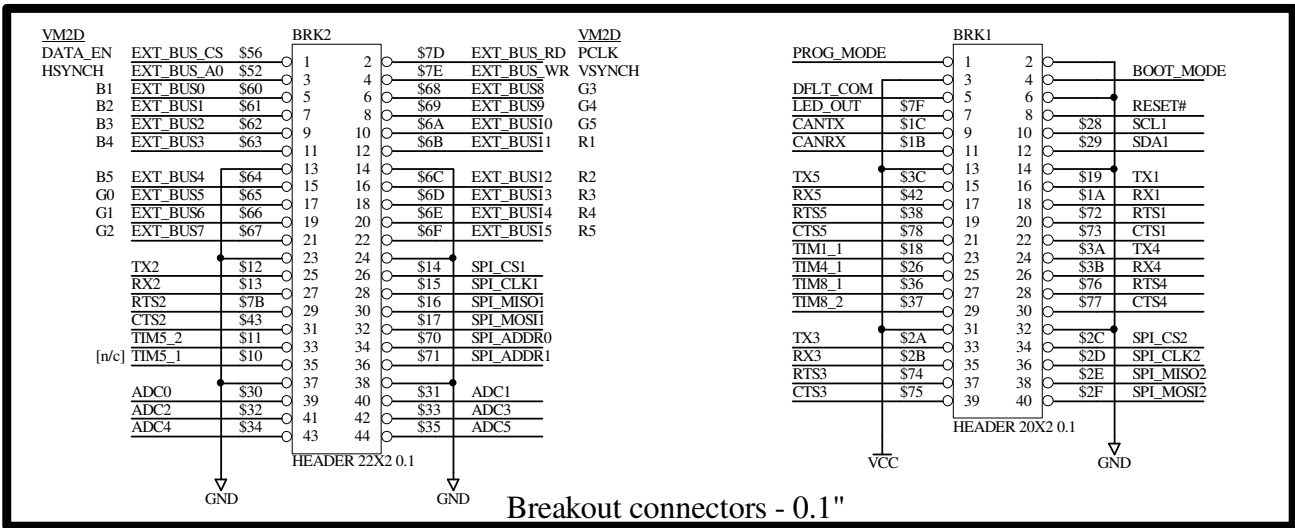 VM2D BRK2 VM2D BRK1
DATA_EN EXT_BUS_CS $56 1 2 $7D EXT_BUS_RD PCLK PROG_MODE 1 2
HSYNCH EXT_BUS_A0 $52 3 4 $7E EXT_BUS_WR VSYNCH 3 4 BOOT_MODE
B1 EXT_BUS0 $60 5 6 $68 EXT_BUS8 G3 DFLT_COM 5 6
B2 EXT_BUS1 $61 7 8 $69 EXT_BUS9 G4 LED_OUT $7F 7 8 RESET#
B3 EXT_BUS2 $62 9 10 $6A EXT_BUS10 G5 CANTX $1C 9 10 $28 SCL1
B4 EXT_BUS3 $63 11 12 $6B EXT_BUS11 R1 CANRX $1B 11 12 $29 SDA1
13 14 13 14
B5 EXT_BUS4 $64 15 16 $6C EXT_BUS12 R2 TX5 $3C 15 16 $19 TX1
G0 EXT_BUS5 $65 17 18 $6D EXT_BUS13 R3 RX5 $42 17 18 $1A RX1
G1 EXT_BUS6 $66 19 20 $6E EXT_BUS14 R4 RTS5 $38 19 20 $72 RTS1
G2 EXT_BUS7 $67 21 22 $6F EXT_BUS15 R5 CTS5 $78 21 22 $73 CTS1
23 24 TIM1_1 $18 23 24 $3A TX4
TX2 $12 25 26 $14 SPI_CS1 TIM4_1 $26 25 26 $3B RX4
RX2 $13 27 28 $15 SPI_CLK1 TIM8_1 $36 27 28 $76 RTS4
RTS2 $7B 29 30 $16 SPI_MISO1 TIM8_2 $37 29 30 $77 CTS4
CTS2 $43 31 32 $17 SPI_MOSI1 31 32
TIM5_2 $11 33 34 $70 SPI_ADDR0 TX3 $2A 33 34 $2C SPI_CS2
[n/c] TIM5_1 $10 35 36 $71 SPI_ADDR1 RX3 $2B 35 36 $2D SPI_CLK2
37 38 RTS3 $74 37 38 $2E SPI_MISO2
ADC0 $30 39 40 $31 ADC1 CTS3 $75 39 40 $2F SPI_MOSI2
ADC2 $32 41 42 $33 ADC3 HEADER 20X2 0.1
ADC4 $34 43 44 $35 ADC5
HEADER 22X2 0.1 VCC GND
GND GND
Breakout connectors - 0.1"